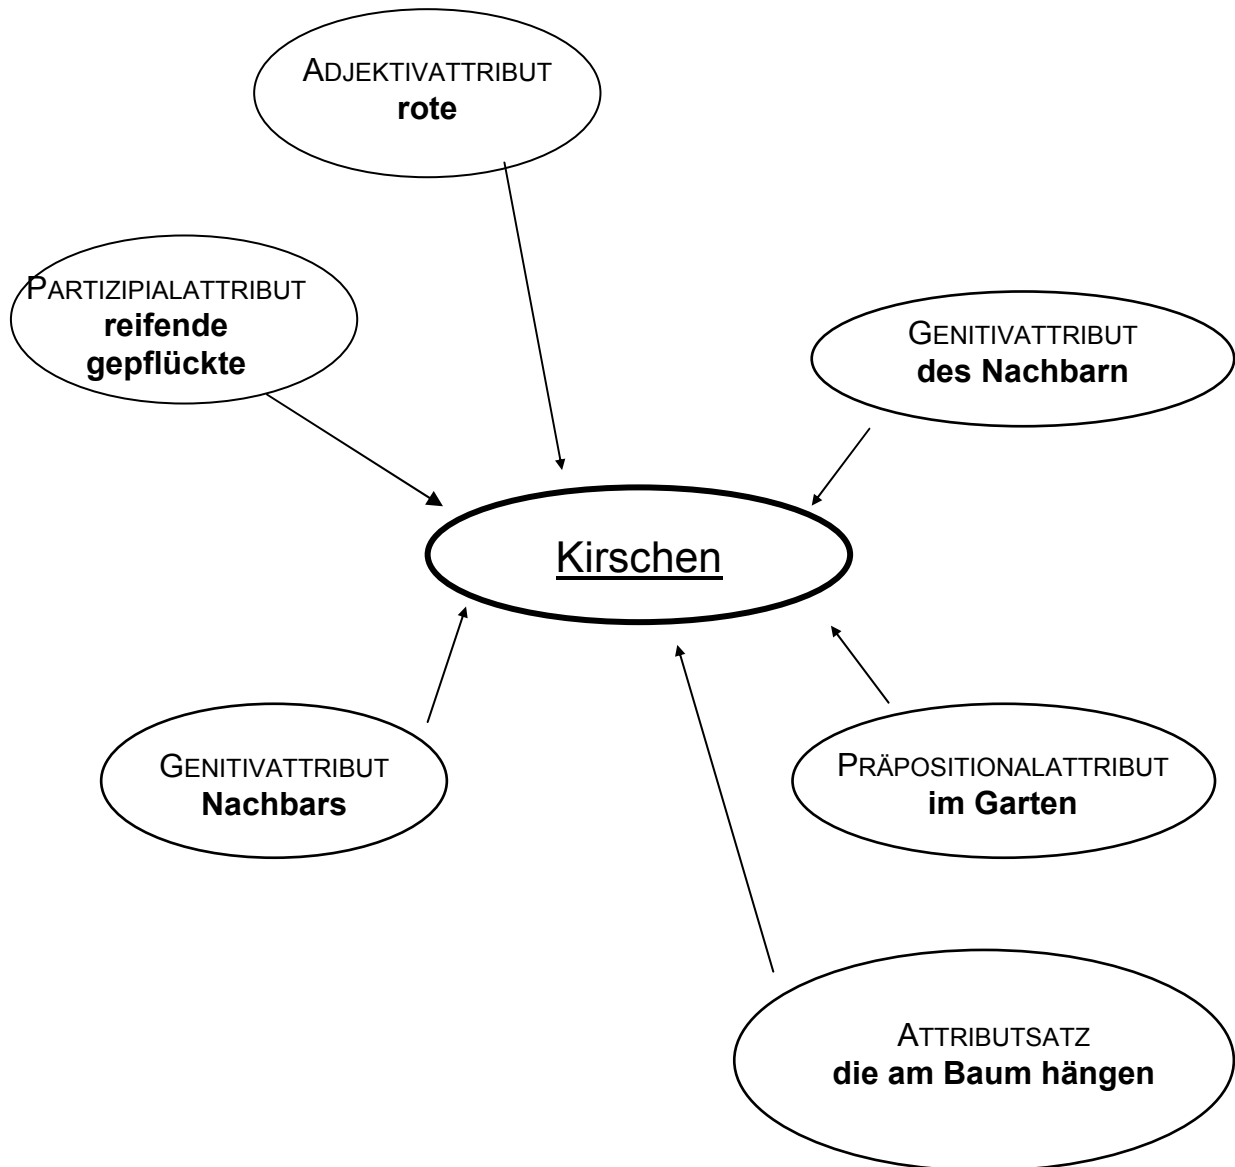 ADJEKTIVATTRIBUT
rote
PARTIZIPIALATTRIBUT
reifende
gepflückte
GENITIVATTRIBUT
des Nachbarn
Kirschen
GENITIVATTRIBUT
Nachbars
PRÄPOSITIONALATTRIBUT
im Garten
ATTRIBUTSATZ
die am Baum hängen